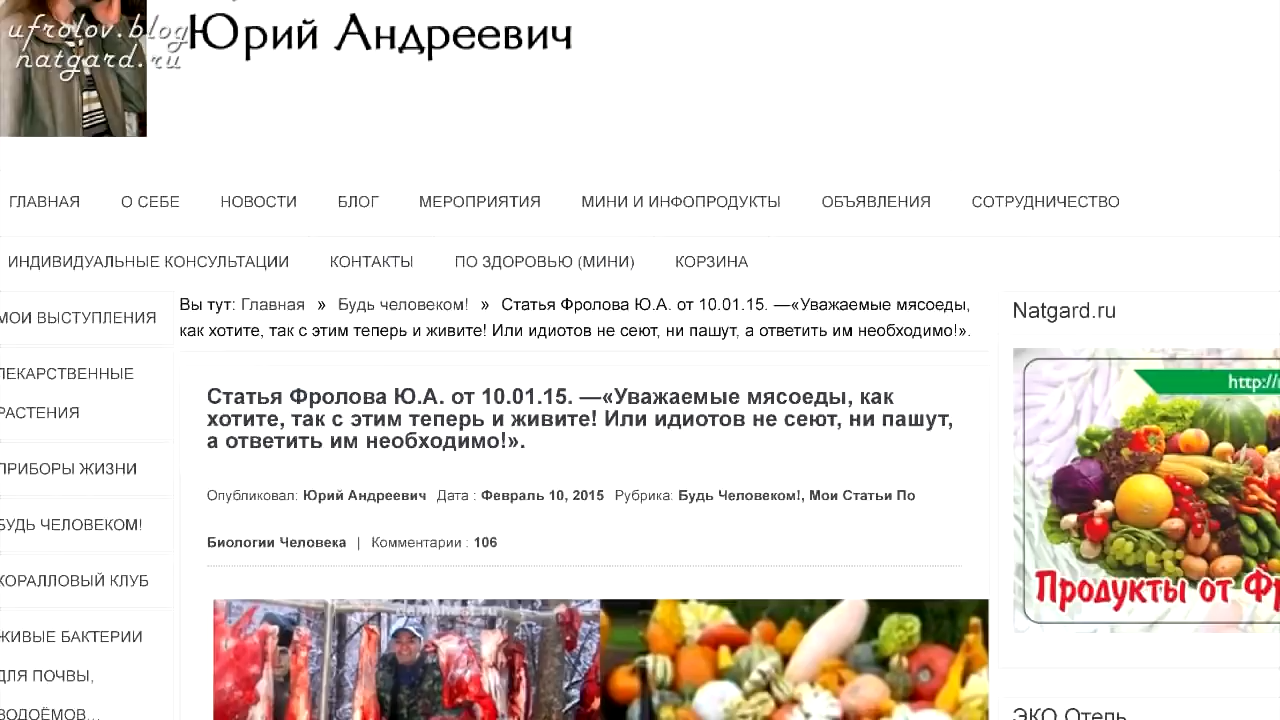 ufrolov.blog
natgard.ru
Юрий Андреевич
ГЛАВНАЯ О СЕБЕ НОВОСТИ БЛОГ МЕРОПРИЯТИЯ МИНИ И ИНФОПРОДУКТЫ ОБЪЯВЛЕНИЯ СОТРУДНИЧЕСТВО
ИНДИВИДУАЛЬНЫЕ КОНСУЛЬТАЦИИ КОНТАКТЫ ПО ЗДОРОВЬЮ (МИНИ) КОРЗИНА
МОИ ВЫСТУПЛЕНИЯ
ЛЕКАРСТВЕННЫЕ
РАСТЕНИЯ
ПРИБОРЫ ЖИЗНИ
БУДЬ ЧЕЛОВЕКОМ!
КОРАЛЛОВЫЙ КЛУБ
ЖИВЫЕ БАКТЕРИИ
ДЛЯ ПОЧВЫ,
ВОДОЁМОВ...
Вы тут: Главная » Будь человеком! » Статья Фролова Ю.А. от 10.01.15. —«Уважаемые мясоеды,
как хотите, так с этим теперь и живите! Или идиотов не сеют, ни пашут, а ответить им необходимо!».
Статья Фролова Ю.А. от 10.01.15. —«Уважаемые мясоеды, как
хотите, так с этим теперь и живите! Или идиотов не сеют, ни пашут,
а ответить им необходимо!».
Опубликовал: Юрий Андреевич Дата : Февраль 10, 2015 Рубрика: Будь Человеком!, Мои Статьи По
Биологии Человека | Комментарии : 106
Natgard.ru
http://
Продукты от Фр
ЭКО Отель